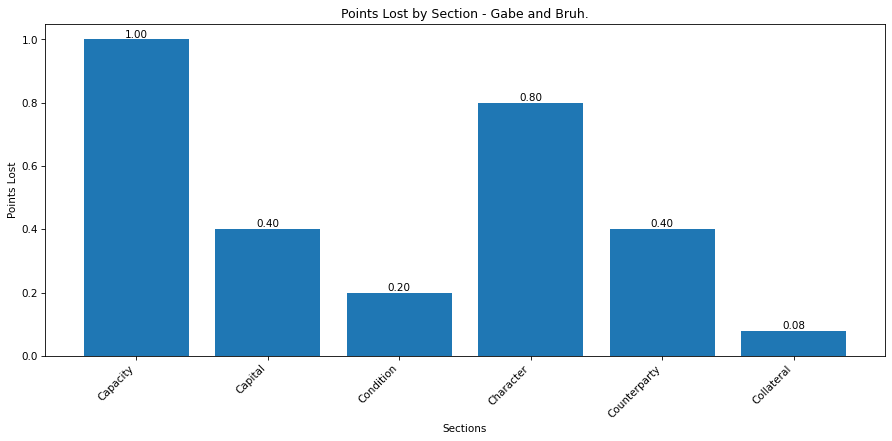 Points Lost by Section - Gabe and Bruh.
Points Lost
1.0
0.8
0.6
0.4
0.2
0.0
1.00
0.40
0.20
0.80
0.40
0.08
Capacity
Capital
Condition
Character
Counterparty
Collateral
Sections